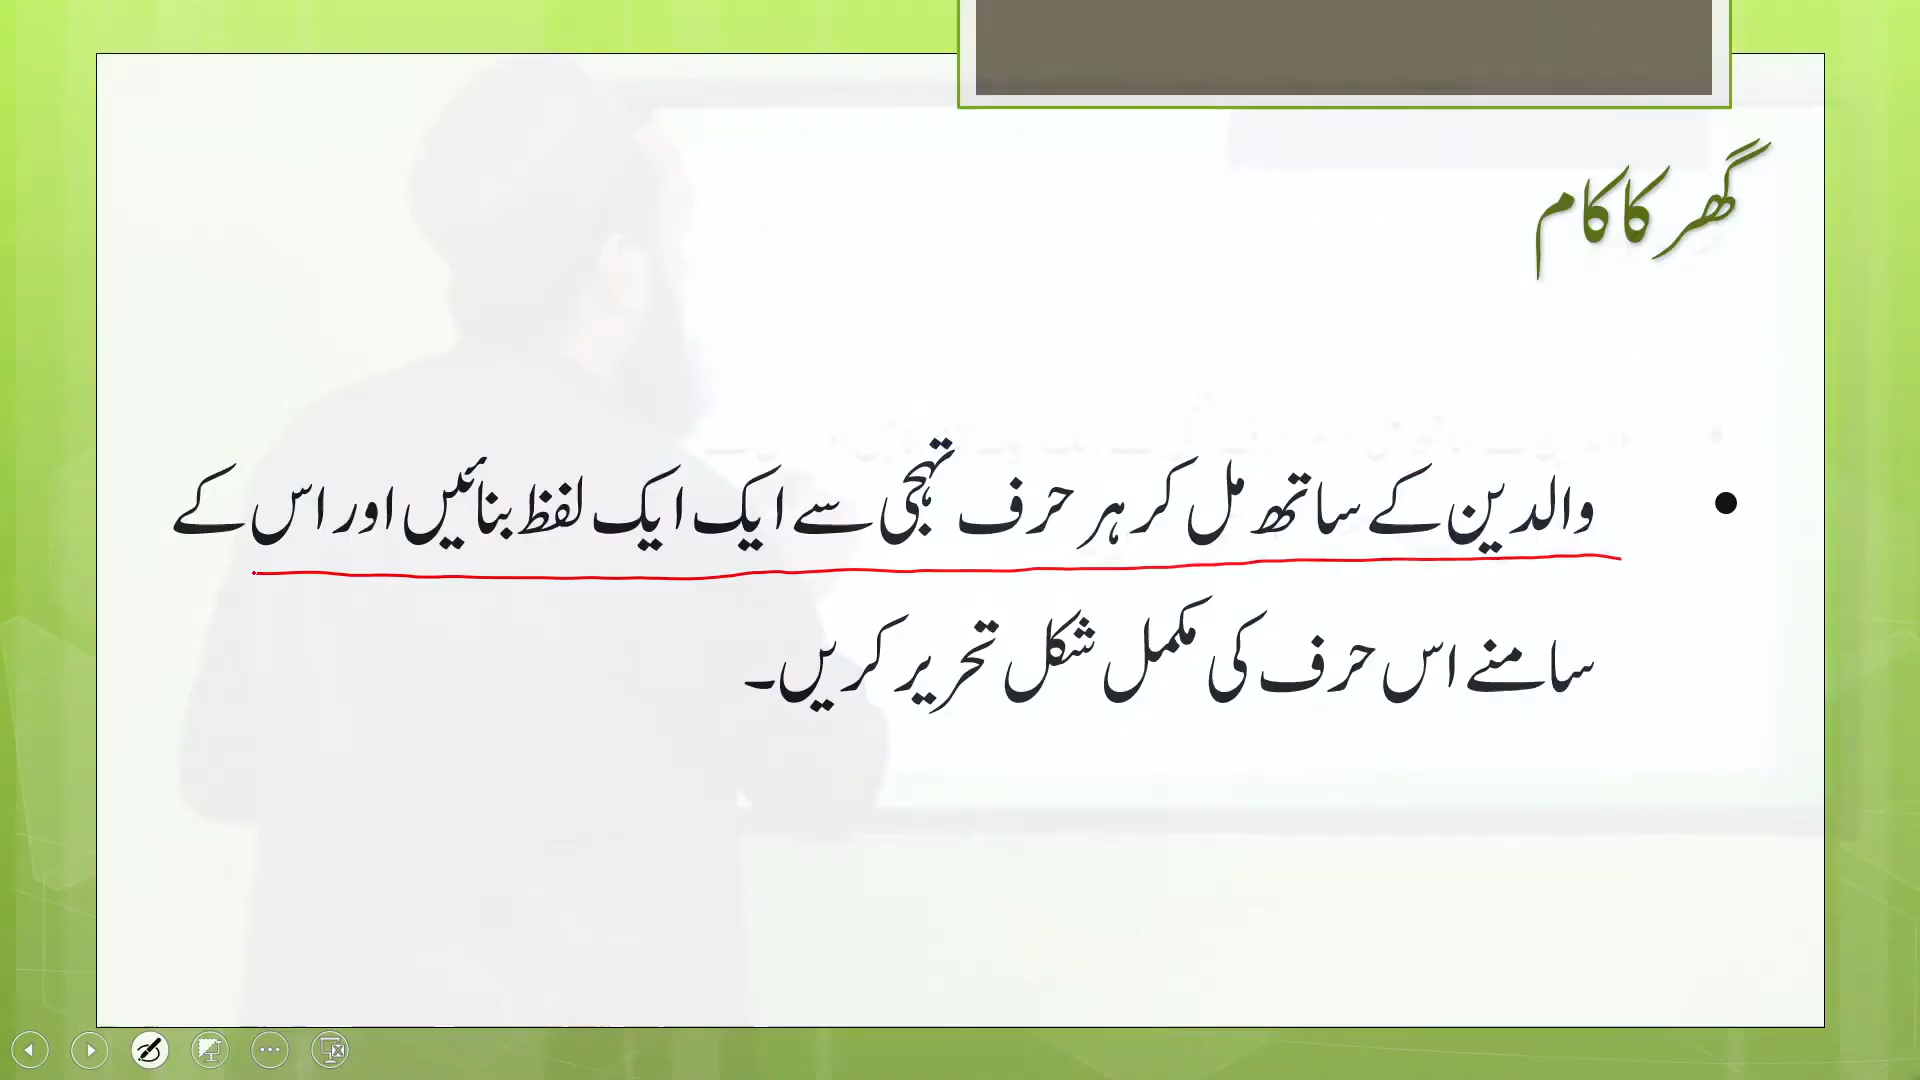 گھر کا کام
• والدین کے ساتھ مل کر ہر حرف تہجی سے ایک ایک لفظ بنائیں اور اس کے
سامنے اس حرف کی مکمل شکل تحریر کریں۔